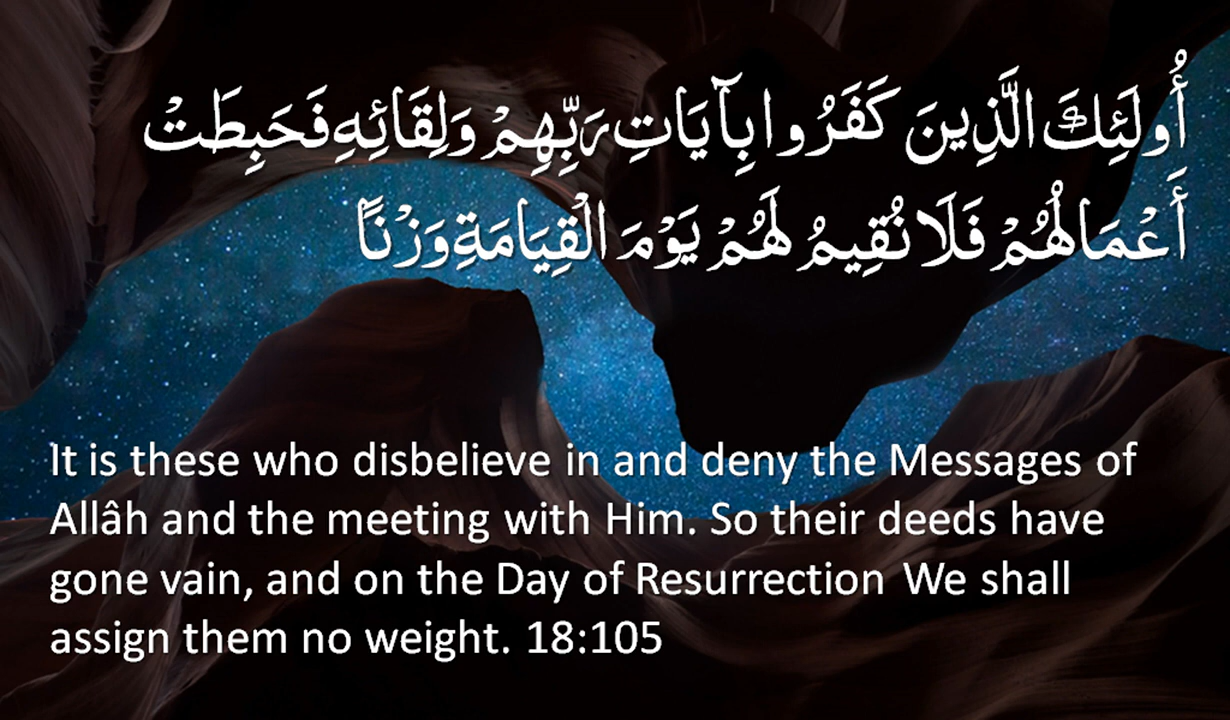 أُولَئِكَ الَّذِينَ كَفَرُوا بِآيَاتِ رَبِّهِمْ وَلِقَائِهِ فَحَبِطَتْ
أَعْمَالُهُمْ فَلَا نُقِيمُ لَهُمْ يَوْمَ الْقِيَامَةِ وَزْنًا
It is these who disbelieve in and deny the Messages of
Allâh and the meeting with Him. So their deeds have
gone vain, and on the Day of Resurrection We shall
assign them no weight. 18:105